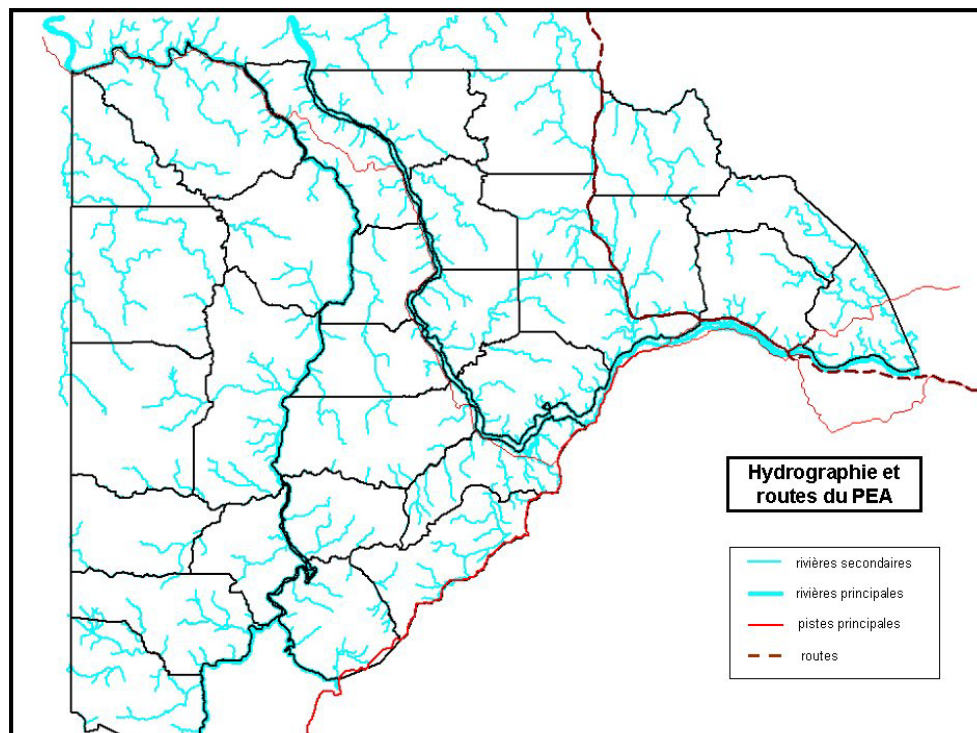 Hydrographie et
routes du PEA
rivières secondaires
rivières principales
pistes principales
routes